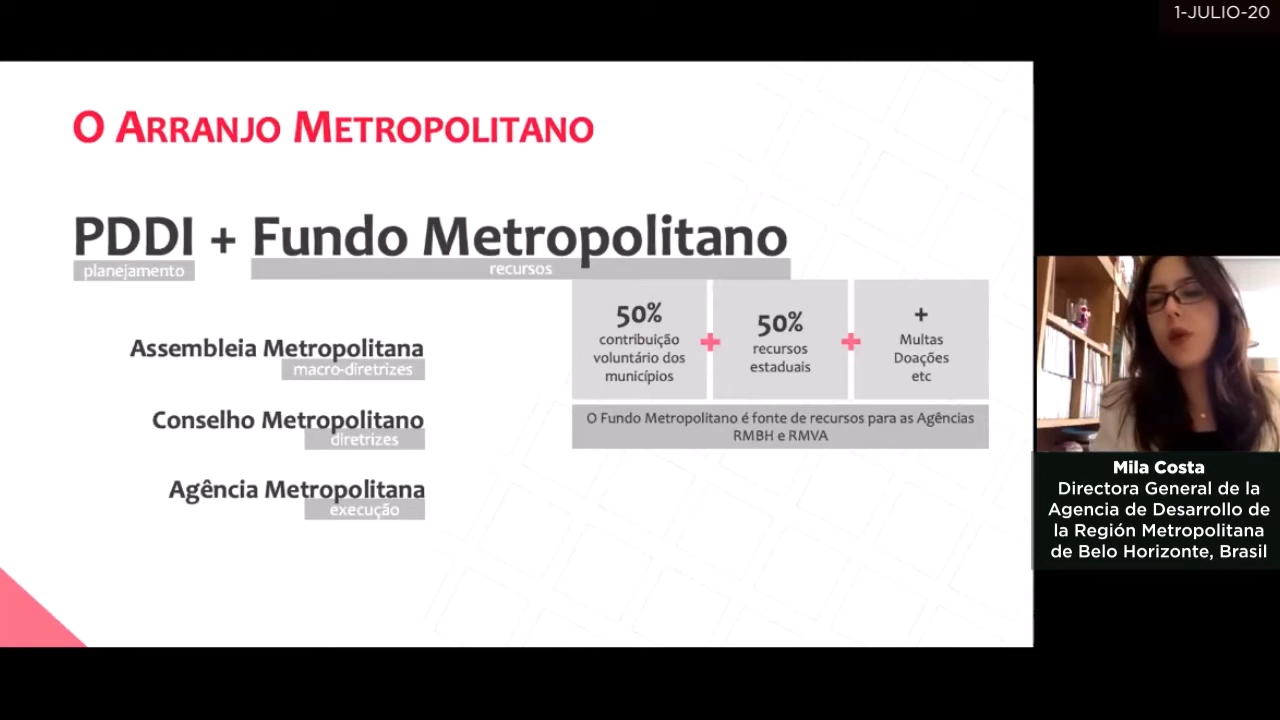 1-JULIO-20
O ARRANJO METROPOLITANO
PDDI + Fundo Metropolitano
planejamento
recursos
50%
contribuição
voluntário dos
municípios
+
50%
recursos
estaduais
+
+
Multas
Doações
etc
O Fundo Metropolitano é fonte de recursos para as Agências
RMBH e RMVA
Assembleia Metropolitana
macro-diretrizes
Conselho Metropolitano
diretrizes
Agência Metropolitana
execução
Mila Costa
Directora General de la
Agencia de Desarrollo de
la Región Metropolitana
de Belo Horizonte, Brasil